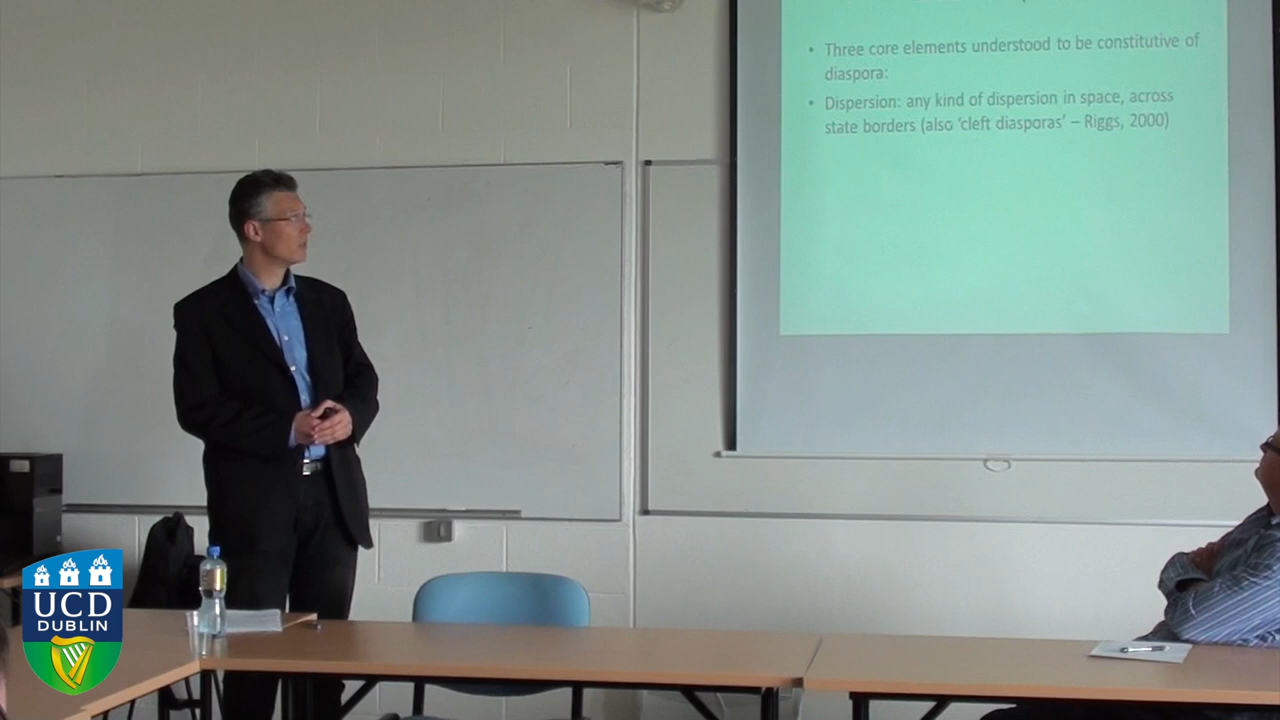 • Three core elements understood to be constitutive of
diaspora:
• Dispersion: any kind of dispersion in space, across
state borders (also 'cleft diasporas' – Riggs, 2000)
UCD
DUBLIN